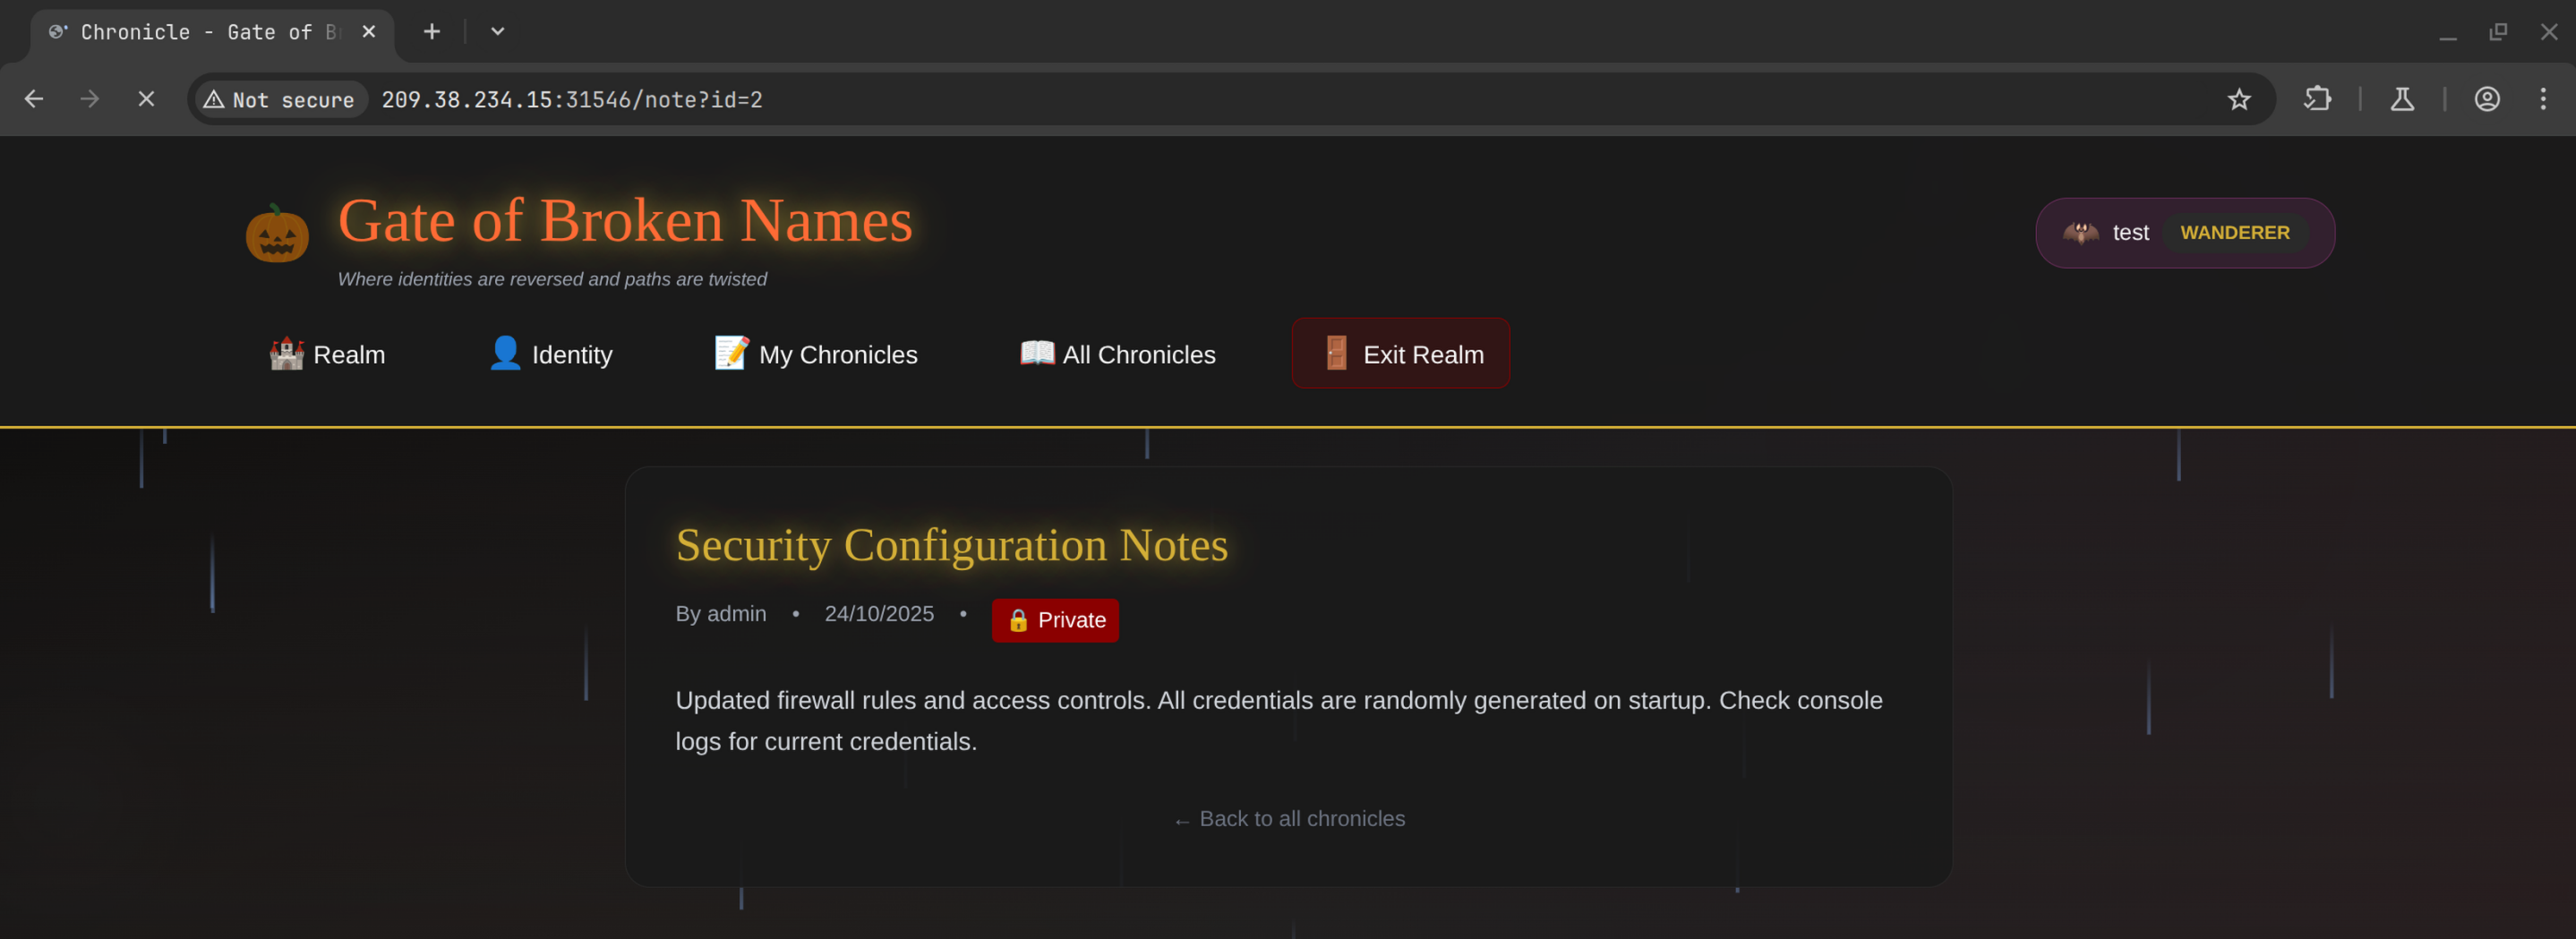 Chronicle - Gate of
Not secure 209.38.234.15:31546/note?id=2
Gate of Broken Names
Where identities are reversed and paths are twisted
test WANDERER
Realm Identity My Chronicles All Chronicles Exit Realm
Security Configuration Notes
By admin • 24/10/2025 • Private
Updated firewall rules and access controls. All credentials are randomly generated on startup. Check console
logs for current credentials.
← Back to all chronicles